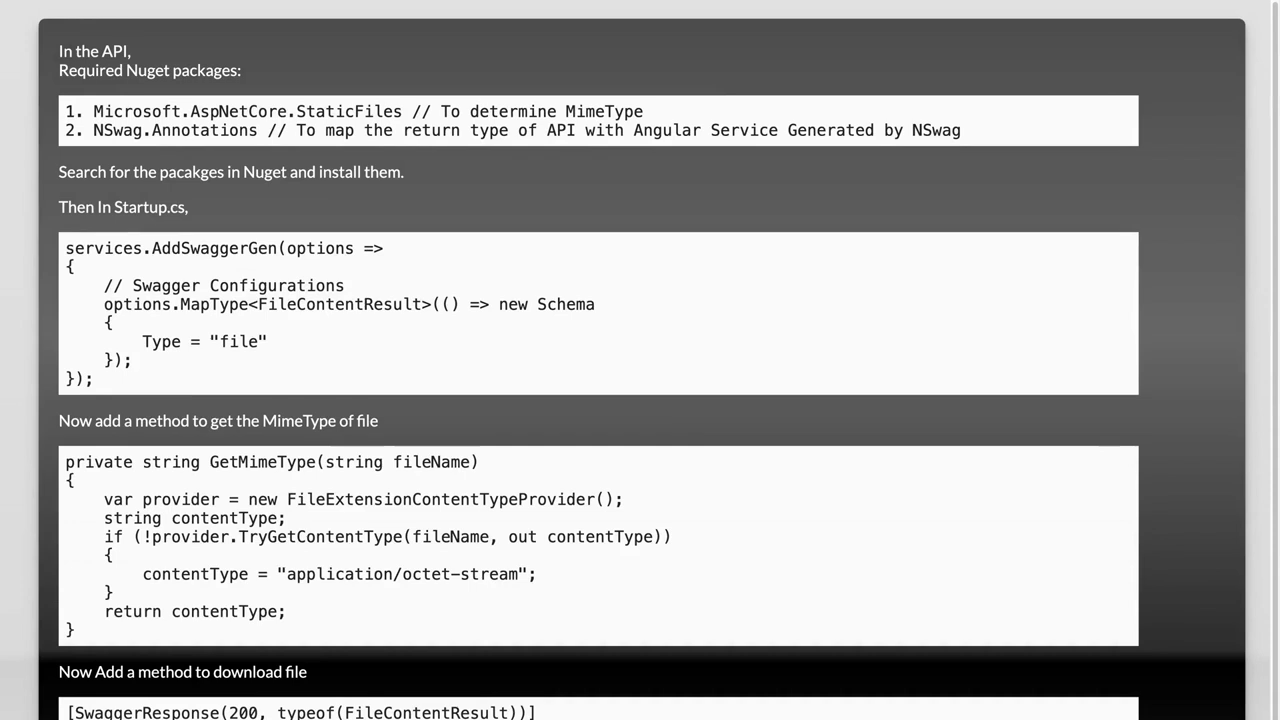 In the API,
Required Nuget packages:
1. Microsoft.AspNetCore.StaticFiles // To determine MimeType
2. NSwag.Annotations // To map the return type of API with Angular Service Generated by NSwag
Search for the pacakges in Nuget and install them.
Then In Startup.cs,
services.AddSwaggerGen(options =>
{
    // Swagger Configurations
    options.MapType<FileContentResult>(() => new Schema
    {
        Type = "file"
    });
});
Now add a method to get the MimeType of file
private string GetMimeType(string fileName)
{
    var provider = new FileExtensionContentTypeProvider();
    string contentType;
    if (!provider.TryGetContentType(fileName, out contentType))
    {
        contentType = "application/octet-stream";
    }
    return contentType;
}
Now Add a method to download file
[SwaggerResponse(200, typeof(FileContentResult))]